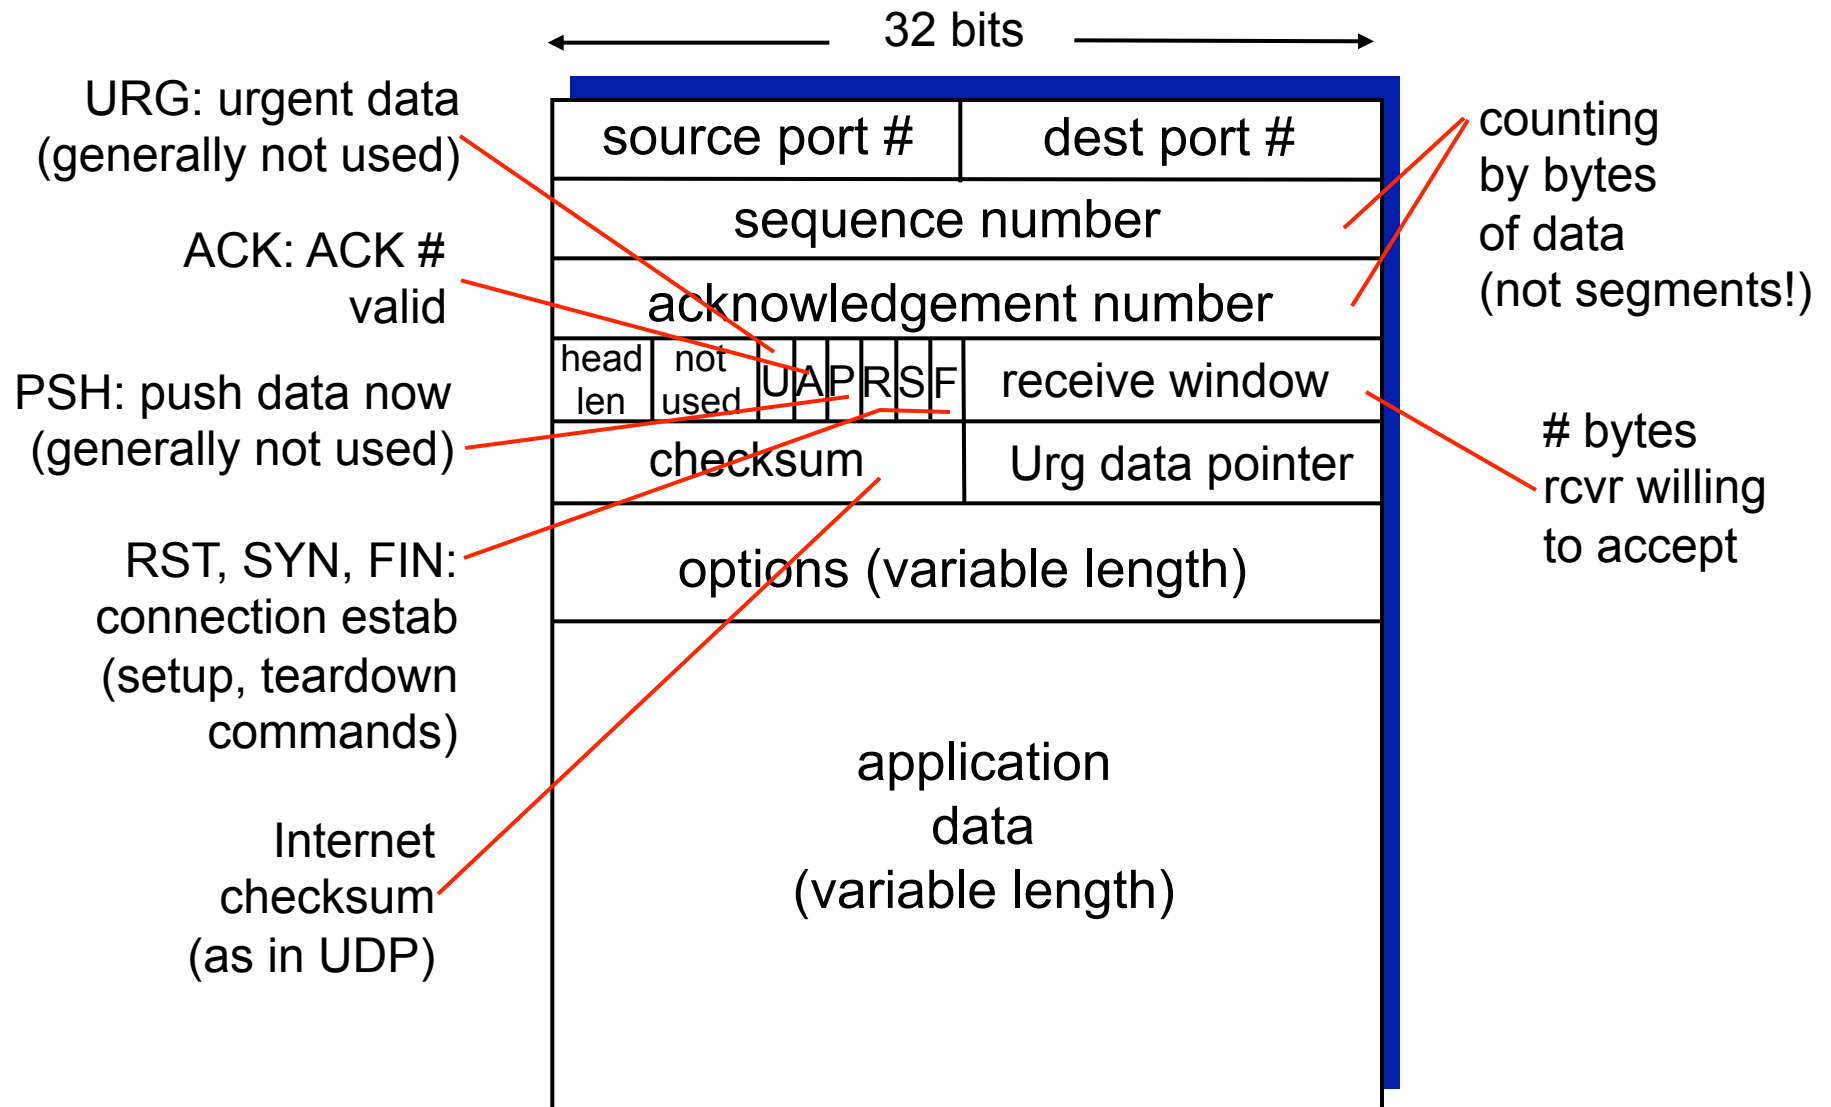 32 bits
URG: urgent data
(generally not used)
ACK: ACK #
valid
PSH: push data now
(generally not used)
RST, SYN, FIN:
connection estab
(setup, teardown
commands)
Internet
checksum
(as in UDP)
source port #
dest port #
sequence number
acknowledgement number
head
len
not
used
U
A
P
R
S
F
receive window
checksum
Urg data pointer
options (variable length)
application
data
(variable length)
counting
by bytes
of data
(not segments!)
# bytes
rcvr willing
to accept